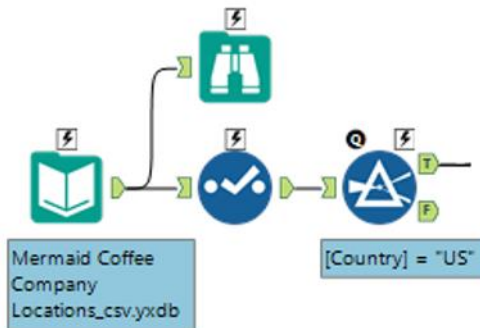 Q
T
F
Mermaid Coffee
Company
Locations_csv.yxdb
[Country] = "US"